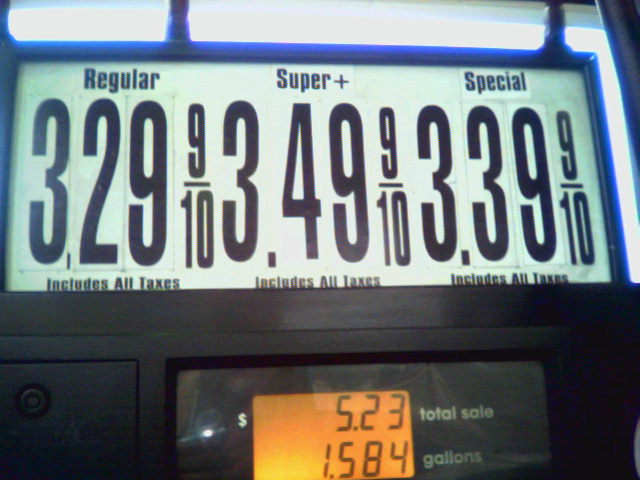 Regular Super+ Special
3.29 9/10 3.49 9/10 3.39 9/10
Includes All Taxes Includes All Taxes Includes All Taxes
$ 5.23 total sale
1.584 gallons